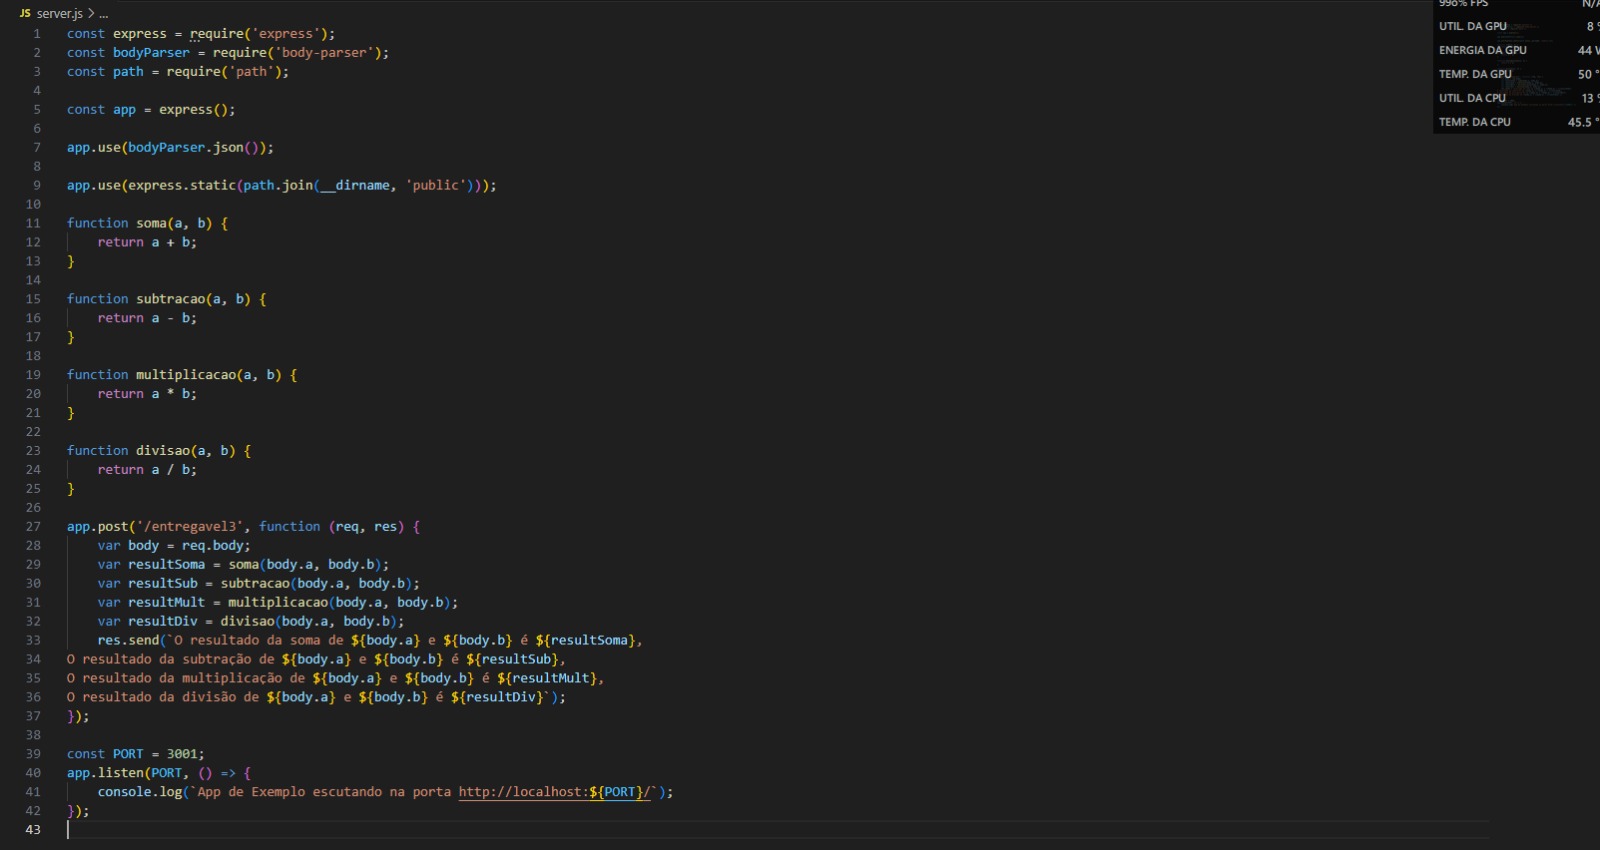 JS server.js > ...
1 const express = require('express');
2 const bodyParser = require('body-parser');
3 const path = require('path');
4
5 const app = express();
6
7 app.use(bodyParser.json());
8
9 app.use(express.static(path.join(__dirname, 'public')));
10
11 function soma(a, b) {
12     return a + b;
13 }
14
15 function subtracao(a, b) {
16     return a - b;
17 }
18
19 function multiplicacao(a, b) {
20     return a * b;
21 }
22
23 function divisao(a, b) {
24     return a / b;
25 }
26
27 app.post('/entregavel3', function (req, res) {
28     var body = req.body;
29     var resultSoma = soma(body.a, body.b);
30     var resultSub = subtracao(body.a, body.b);
31     var resultMult = multiplicacao(body.a, body.b);
32     var resultDiv = divisao(body.a, body.b);
33     res.send(`O resultado da soma de ${body.a} e ${body.b} é ${resultSoma},
34 O resultado da subtração de ${body.a} e ${body.b} é ${resultSub},
35 O resultado da multiplicação de ${body.a} e ${body.b} é ${resultMult},
36 O resultado da divisão de ${body.a} e ${body.b} é ${resultDiv}`);
37 });
38
39 const PORT = 3001;
40 app.listen(PORT, () => {
41     console.log(`App de Exemplo escutando na porta http://localhost:${PORT}/`);
42 });
43
FPS N/A
UTIL. DA GPU 8 %
ENERGIA DA GPU 44 W
TEMP. DA GPU 50 °
UTIL. DA CPU 13 %
TEMP. DA CPU 45.5 °